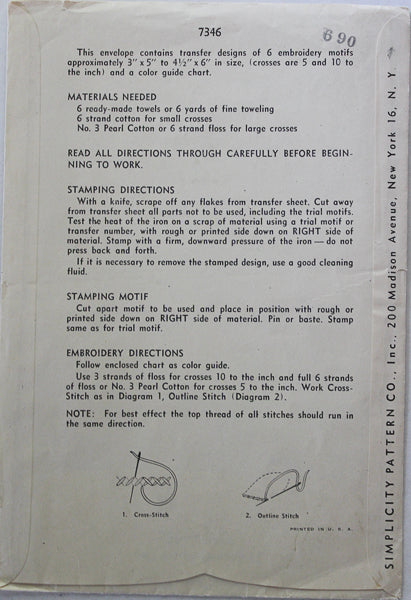 7346
690
This envelope contains transfer designs of 6 embroidery motifs
approximately 3" x 5" to 4½" x 6" in size, (crosses are 5 and 10 to
the inch) and a color guide chart.
MATERIALS NEEDED
6 ready-made towels or 6 yards of fine toweling
6 strand cotton for small crosses
No. 3 Pearl Cotton or 6 strand floss for large crosses
READ ALL DIRECTIONS THROUGH CAREFULLY BEFORE BEGIN-
NING TO WORK.
STAMPING DIRECTIONS
With a knife, scrape off any flakes from transfer sheet. Cut away
from transfer sheet all parts not to be used, including the trial motifs.
Test the heat of the iron on a scrap of material using a trial motif or
transfer number, with rough or printed side down on RIGHT side of
material. Stamp with a firm, downward pressure of the iron — do not
press back and forth.
If it is necessary to remove the stamped design, use a good cleaning
fluid.
STAMPING MOTIF
Cut apart motif to be used and place in position with rough or
printed side down on RIGHT side of material. Pin or baste. Stamp
same as for trial motif.
EMBROIDERY DIRECTIONS
Follow enclosed chart as color guide.
Use 3 strands of floss for crosses 10 to the inch and full 6 strands
of floss or No. 3 Pearl Cotton for crosses 5 to the inch. Work Cross-
Stitch as in Diagram 1, Outline Stitch (Diagram 2).
NOTE: For best effect the top thread of all stitches should run in
the same direction.
1. Cross-Stitch
2. Outline Stitch
PRINTED IN U. S. A.
SIMPLICITY PATTERN CO., Inc., 200 Madison Avenue, New York 16, N. Y.